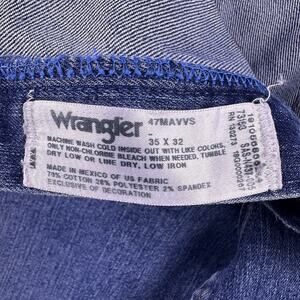 Wrangler
47MAVVS
-
35 X 32
MACHINE WASH COLD INSIDE OUT WITH LIKE COLORS,
ONLY NON-CHLORINE BLEACH WHEN NEEDED, TUMBLE
DRY LOW OR LINE DRY, LOW IRON
MADE IN MEXICO OF US FABRIC
70% COTTON 28% POLYESTER 2% SPANDEX
EXCLUSIVE OF DECORATION